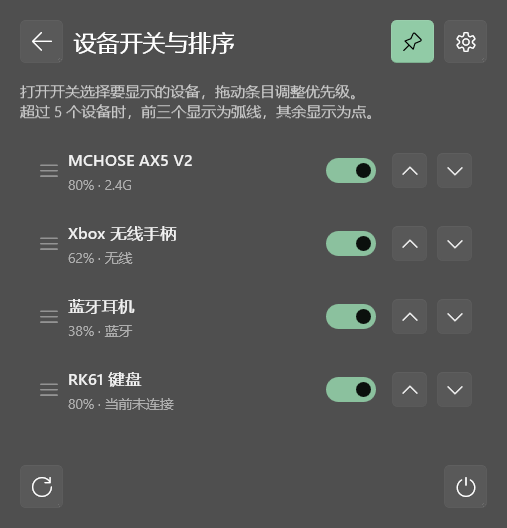 设备开关与排序
打开开关选择要显示的设备，拖动条目调整优先级。
超过 5 个设备时，前三个显示为弧线，其余显示为点。
MCHOSE AX5 V2
80% · 2.4G
Xbox 无线手柄
62% · 无线
蓝牙耳机
38% · 蓝牙
RK61 键盘
80% · 当前未连接